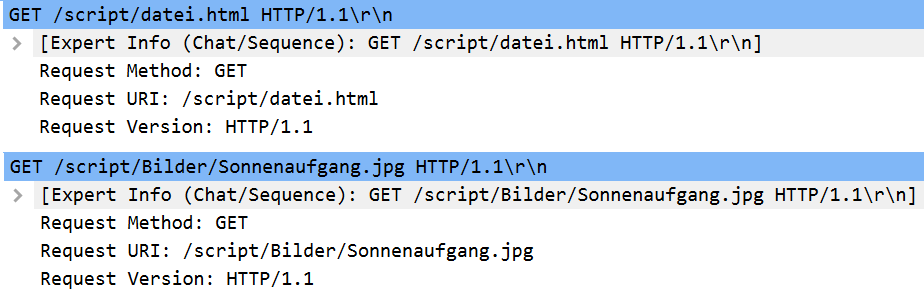 GET /script/datei.html HTTP/1.1\r\n
[Expert Info (Chat/Sequence): GET /script/datei.html HTTP/1.1\r\n]
Request Method: GET
Request URI: /script/datei.html
Request Version: HTTP/1.1
GET /script/Bilder/Sonnenaufgang.jpg HTTP/1.1\r\n
[Expert Info (Chat/Sequence): GET /script/Bilder/Sonnenaufgang.jpg HTTP/1.1\r\n]
Request Method: GET
Request URI: /script/Bilder/Sonnenaufgang.jpg
Request Version: HTTP/1.1